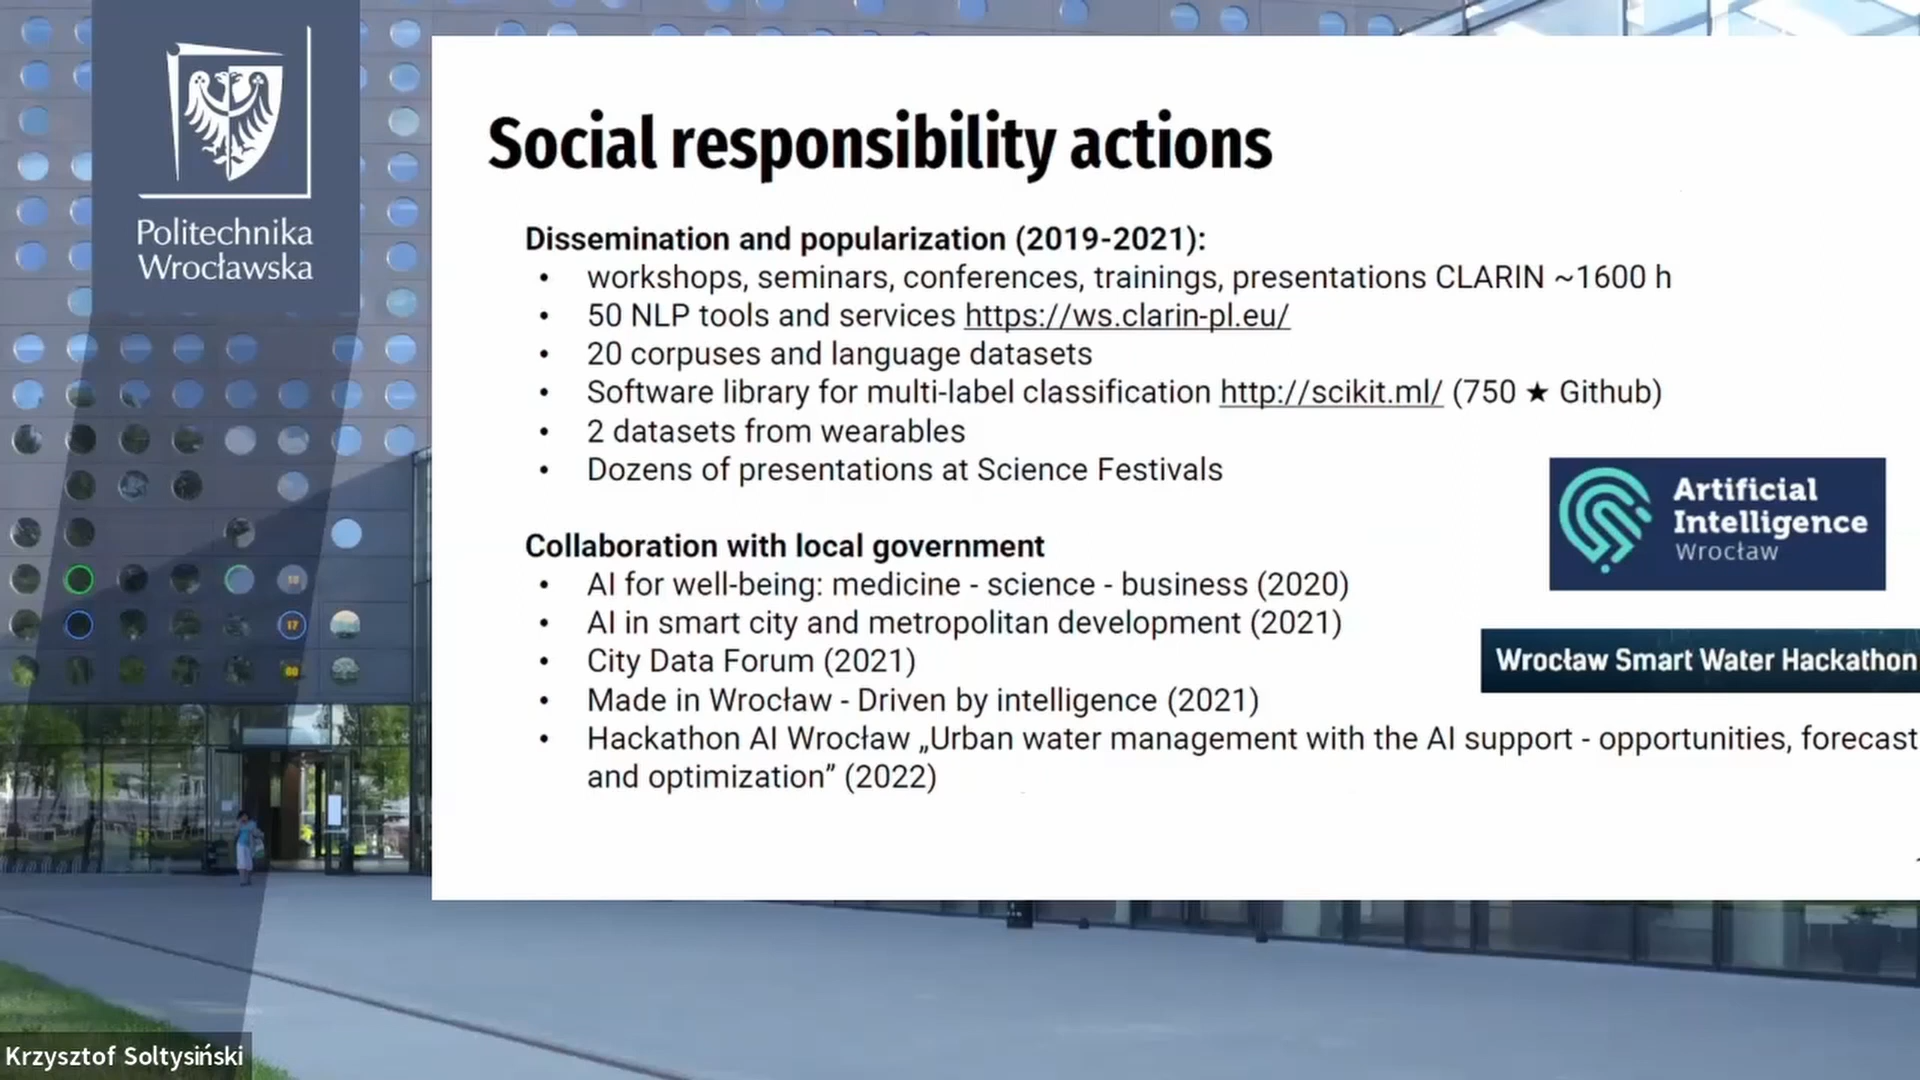 Politechnika
Wrocławska
Social responsibility actions
Dissemination and popularization (2019-2021):
• workshops, seminars, conferences, trainings, presentations CLARIN ~1600 h
• 50 NLP tools and services https://ws.clarin-pl.eu/
• 20 corpuses and language datasets
• Software library for multi-label classification http://scikit.ml/ (750 ★ Github)
• 2 datasets from wearables
• Dozens of presentations at Science Festivals
Artificial
Intelligence
Wrocław
Collaboration with local government
• AI for well-being: medicine - science - business (2020)
• AI in smart city and metropolitan development (2021)
• City Data Forum (2021)
• Made in Wrocław - Driven by intelligence (2021)
• Hackathon AI Wrocław „Urban water management with the AI support - opportunities, forecast
and optimization” (2022)
Wrocław Smart Water Hackathon
17
Krzysztof Soltysiński